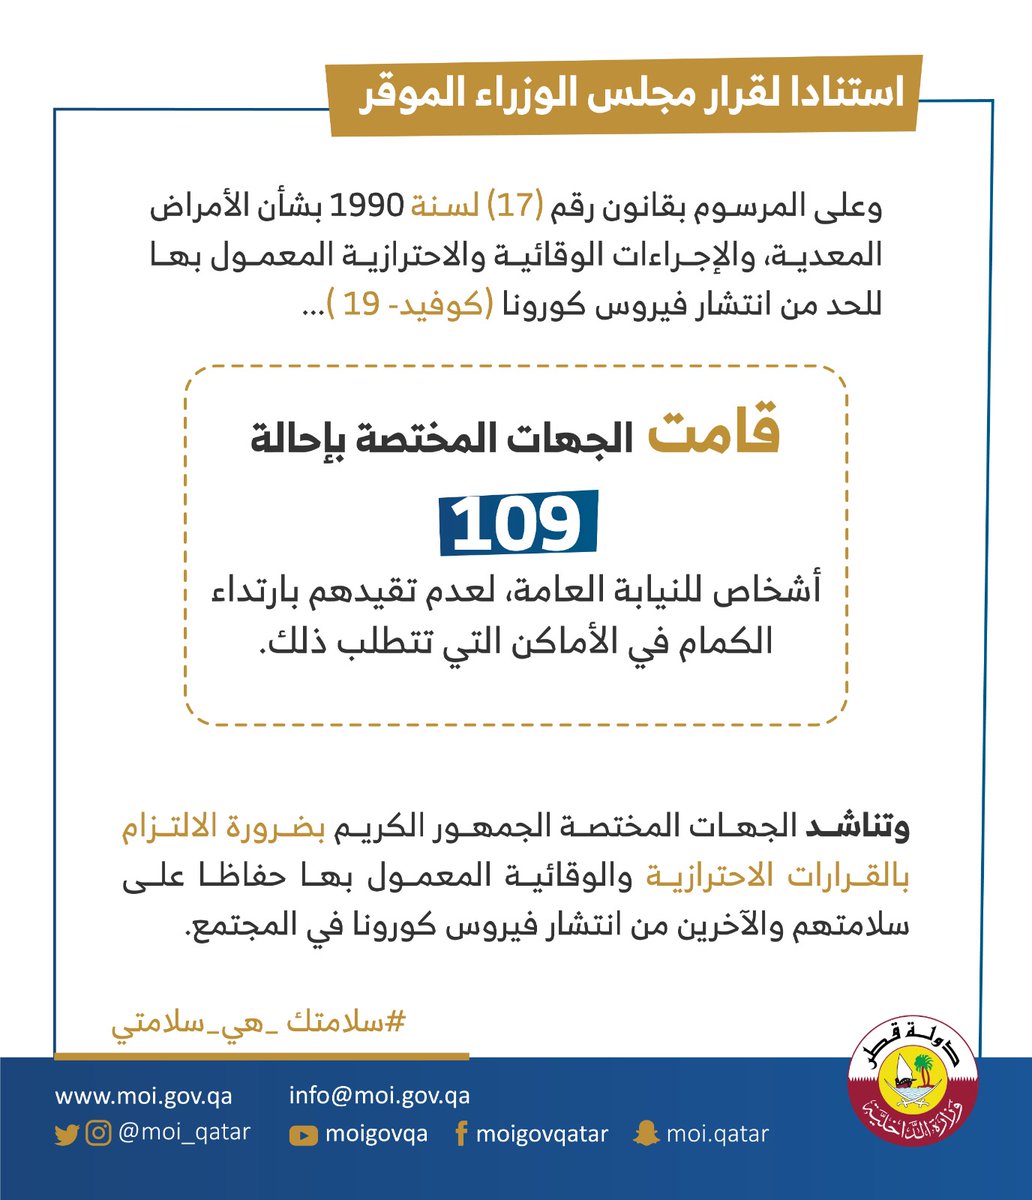 استنادا لقرار مجلس الوزراء الموقر
وعلى المرسوم بقانون رقم (17) لسنة 1990 بشأن الأمراض
المعدية، والإجراءات الوقائية والاحترازية المعمول بها
للحد من انتشار فيروس كورونا (كوفيد- 19 )...
قامت الجهات المختصة بإحالة
109
أشخاص للنيابة العامة، لعدم تقيدهم بارتداء
الكمام في الأماكن التي تتطلب ذلك.
وتناشد الجهات المختصة الجمهور الكريم بضرورة الالتزام
بالقرارات الاحترازية والوقائية المعمول بها حفاظا على
سلامتهم والآخرين من انتشار فيروس كورونا في المجتمع.
#سلامتك _هي_سلامتي
دولة قطر
وزارة الداخلية
www.moi.gov.qa info@moi.gov.qa
@moi_qatar moigovqa moigovqatar moi.qatar